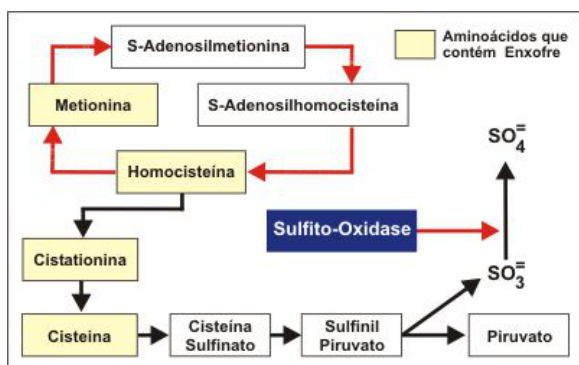 S-Adenosilmetionina
Aminoácidos que
contém Enxofre
Metionina
S-Adenosilhomocisteína
SO4=
Homocisteína
Sulfito-Oxidase
Cistationina
SO3=
Cisteina
Cisteína
Sulfinato
Sulfinil
Piruvato
Piruvato